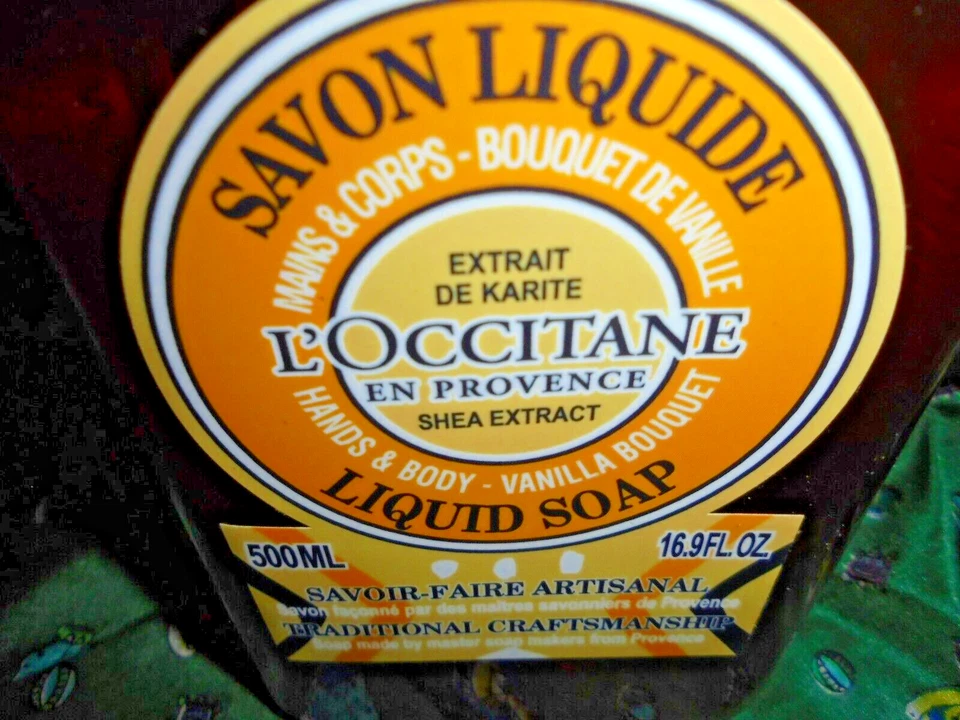 SAVON LIQUIDE
MAINS & CORPS - BOUQUET DE VANILLE
EXTRAIT
DE KARITE
L'OCCITANE
EN PROVENCE
SHEA EXTRACT
HANDS & BODY - VANILLA BOUQUET
LIQUID SOAP
500ML
16.9FL.OZ.
SAVOIR-FAIRE ARTISANAL
Savon façonné par des maîtres savonniers de Provence
TRADITIONAL CRAFTSMANSHIP
Soap made by master soap makers from Provence